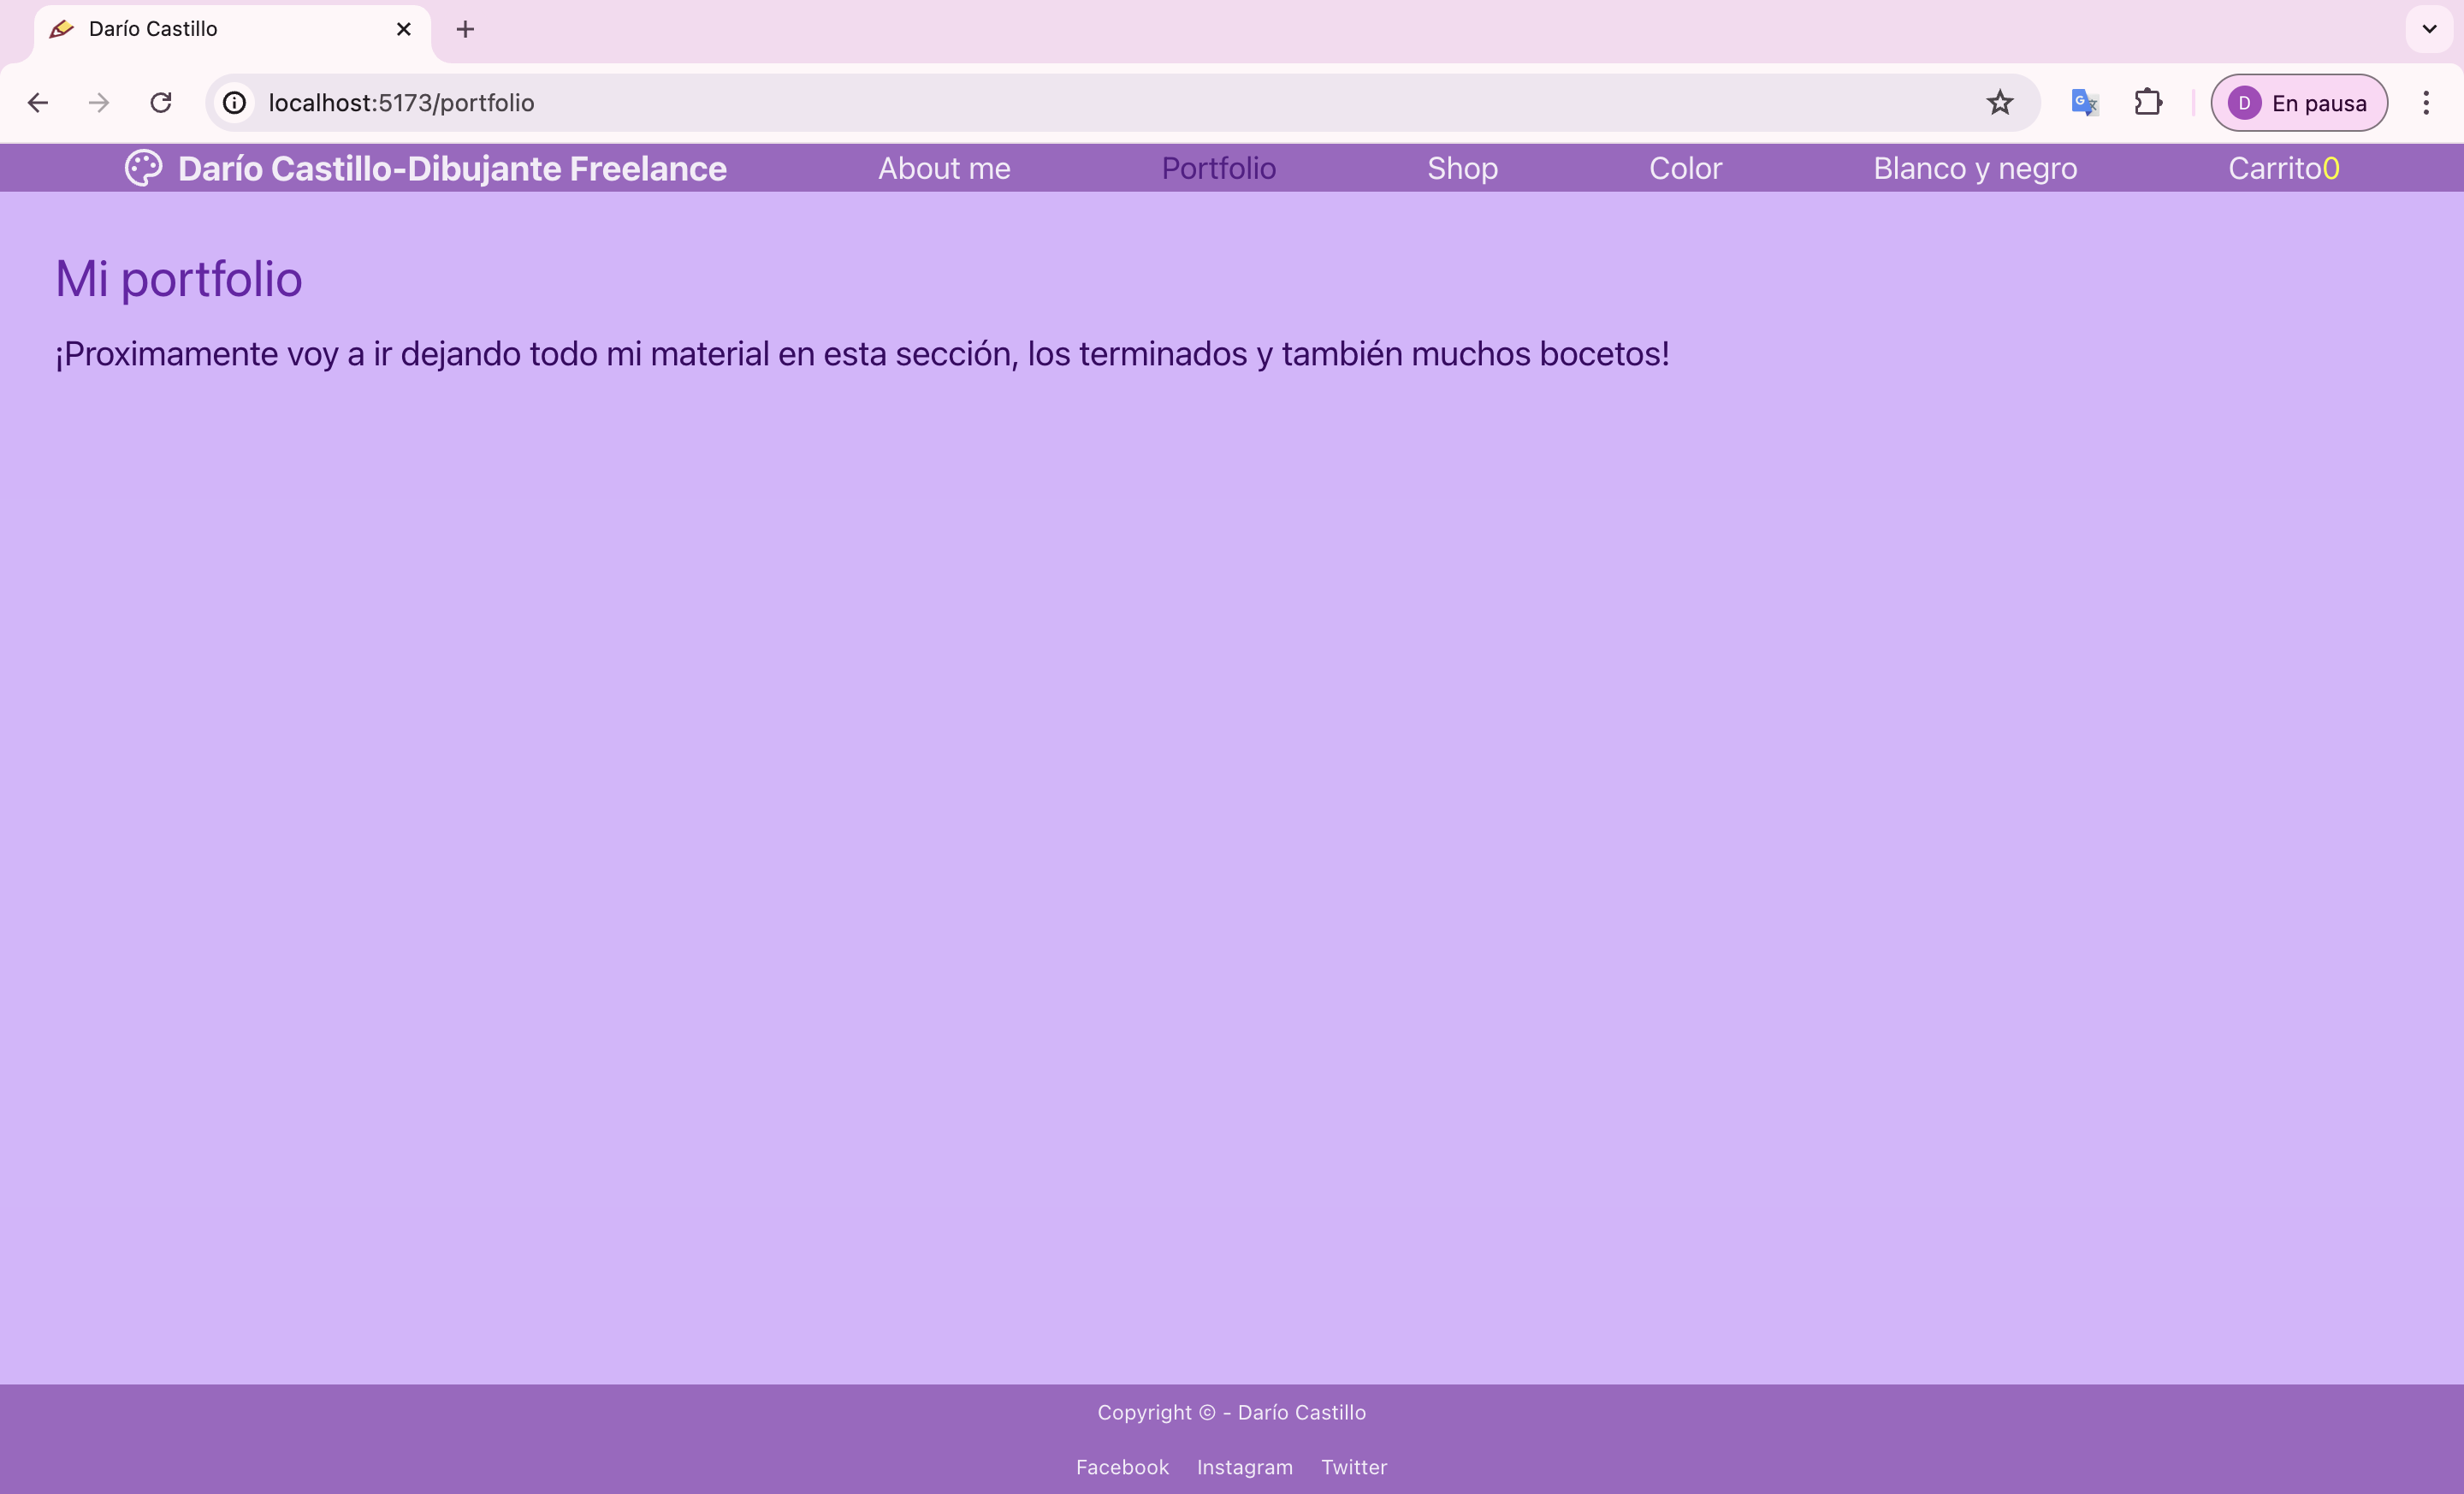 Darío Castillo
localhost:5173/portfolio
D En pausa
Darío Castillo-Dibujante Freelance About me Portfolio Shop Color Blanco y negro Carrito0
Mi portfolio
¡Proximamente voy a ir dejando todo mi material en esta sección, los terminados y también muchos bocetos!
Copyright © - Darío Castillo
Facebook Instagram Twitter